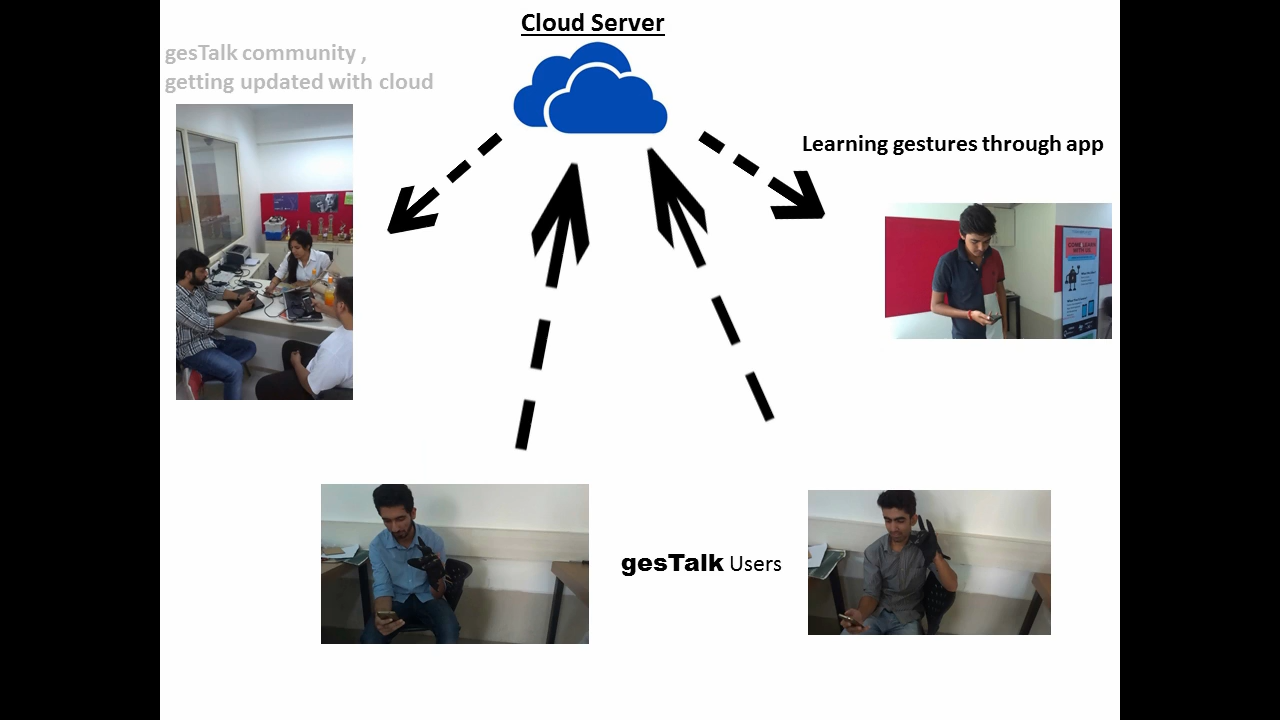 Cloud Server
gesTalk community ,
getting updated with cloud
Learning gestures through app
gesTalk Users